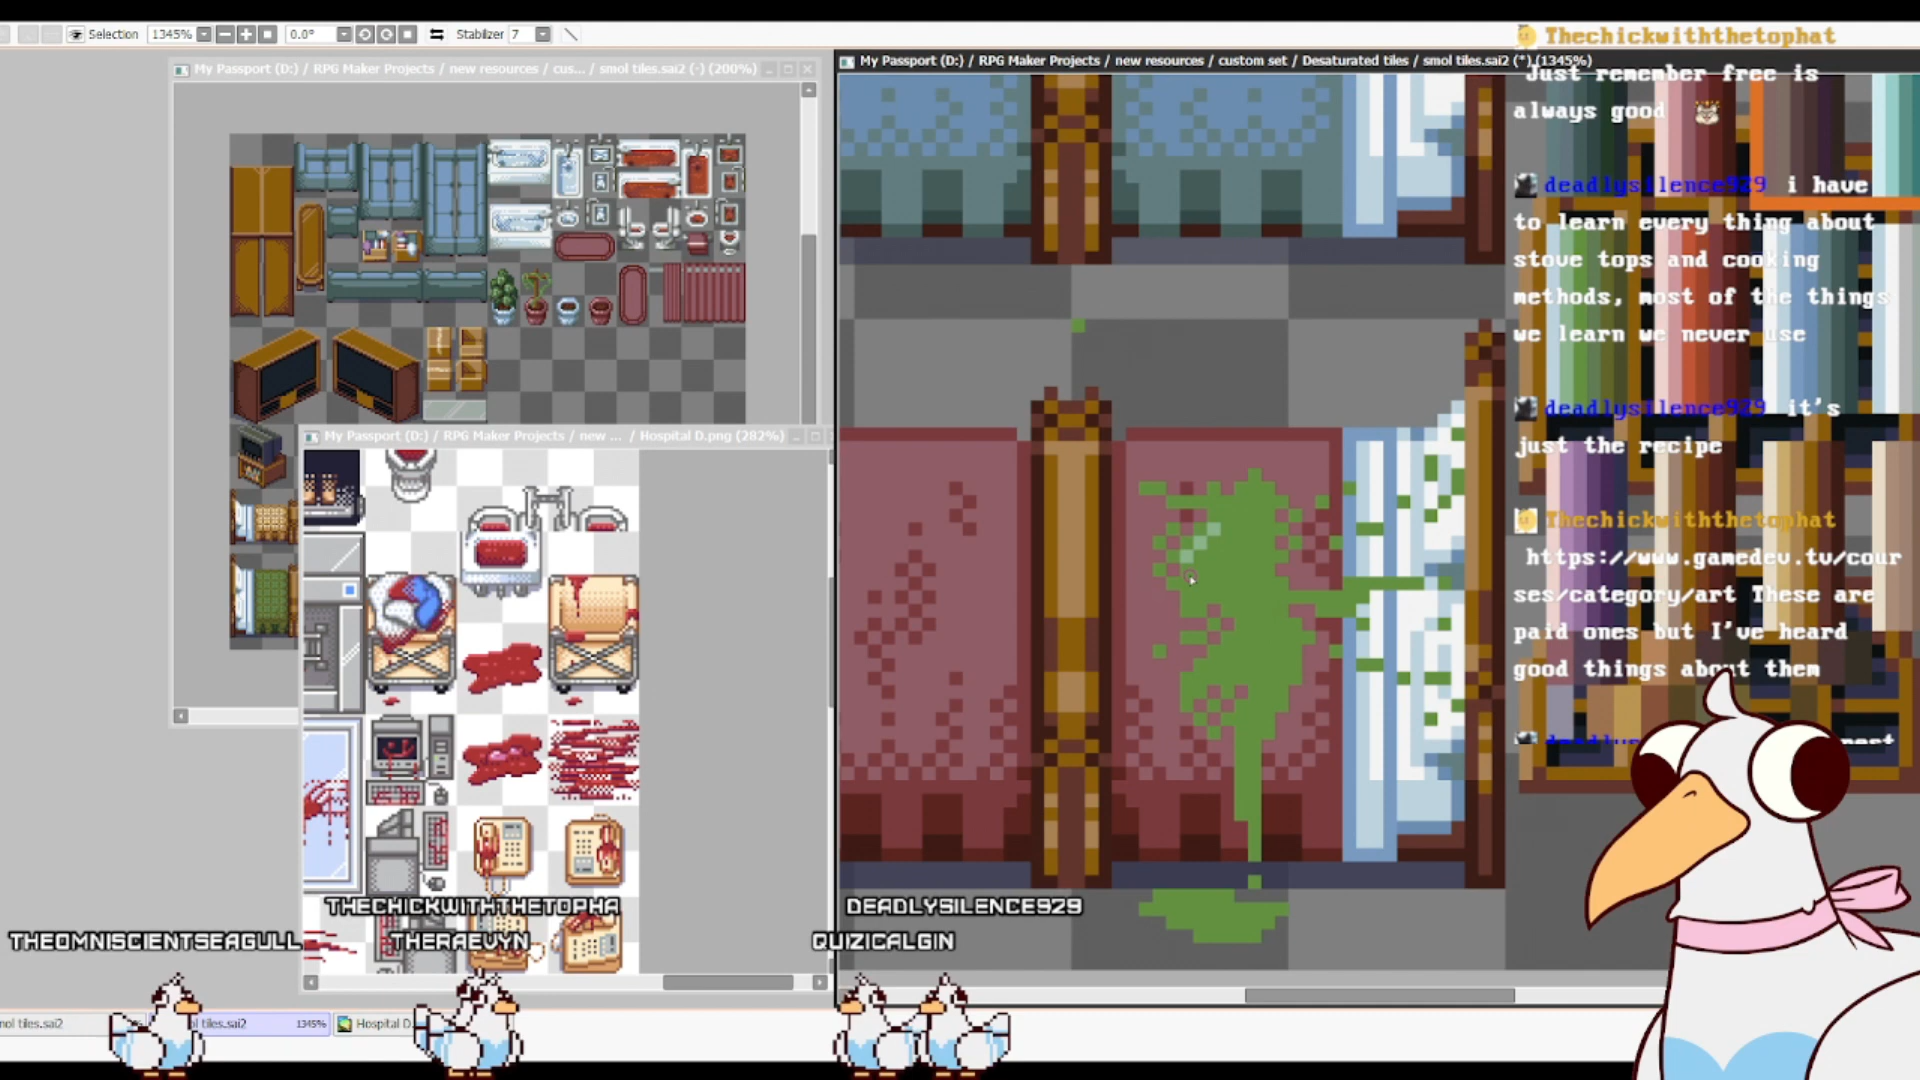 Selection 1345% 0.0° Stabilizer 7
My Passport (D:) / RPG Maker Projects / new resources / cus... / smol tiles.sai2 (-) (200%)
My Passport (D:) / RPG Maker Projects / new resources / custom set / Desaturated tiles / smol tiles.sai2 (*) (1345%)
My Passport (D:) / RPG Maker Projects / new ... / Hospital D.png (282%)
Thechickwiththetophat
Just remember free is
always good
deadlysilence929 i have
to learn every thing about
stove tops and cooking
methods, most of the things
we learn we never use
deadlysilence929 it's
just the recipe
Thechickwiththetophat
https://www.gamedev.tv/cour
ses/category/art These are
paid ones but I've heard
good things about them
THECHICKWITHTHETOPHA
DEADLYSILENCE929
THEOMNISCIENTSEAGULL
THERAEVYN
QUIZICALGIN
mol tiles.sai2
ol tiles.sai2 1345%
Hospital D